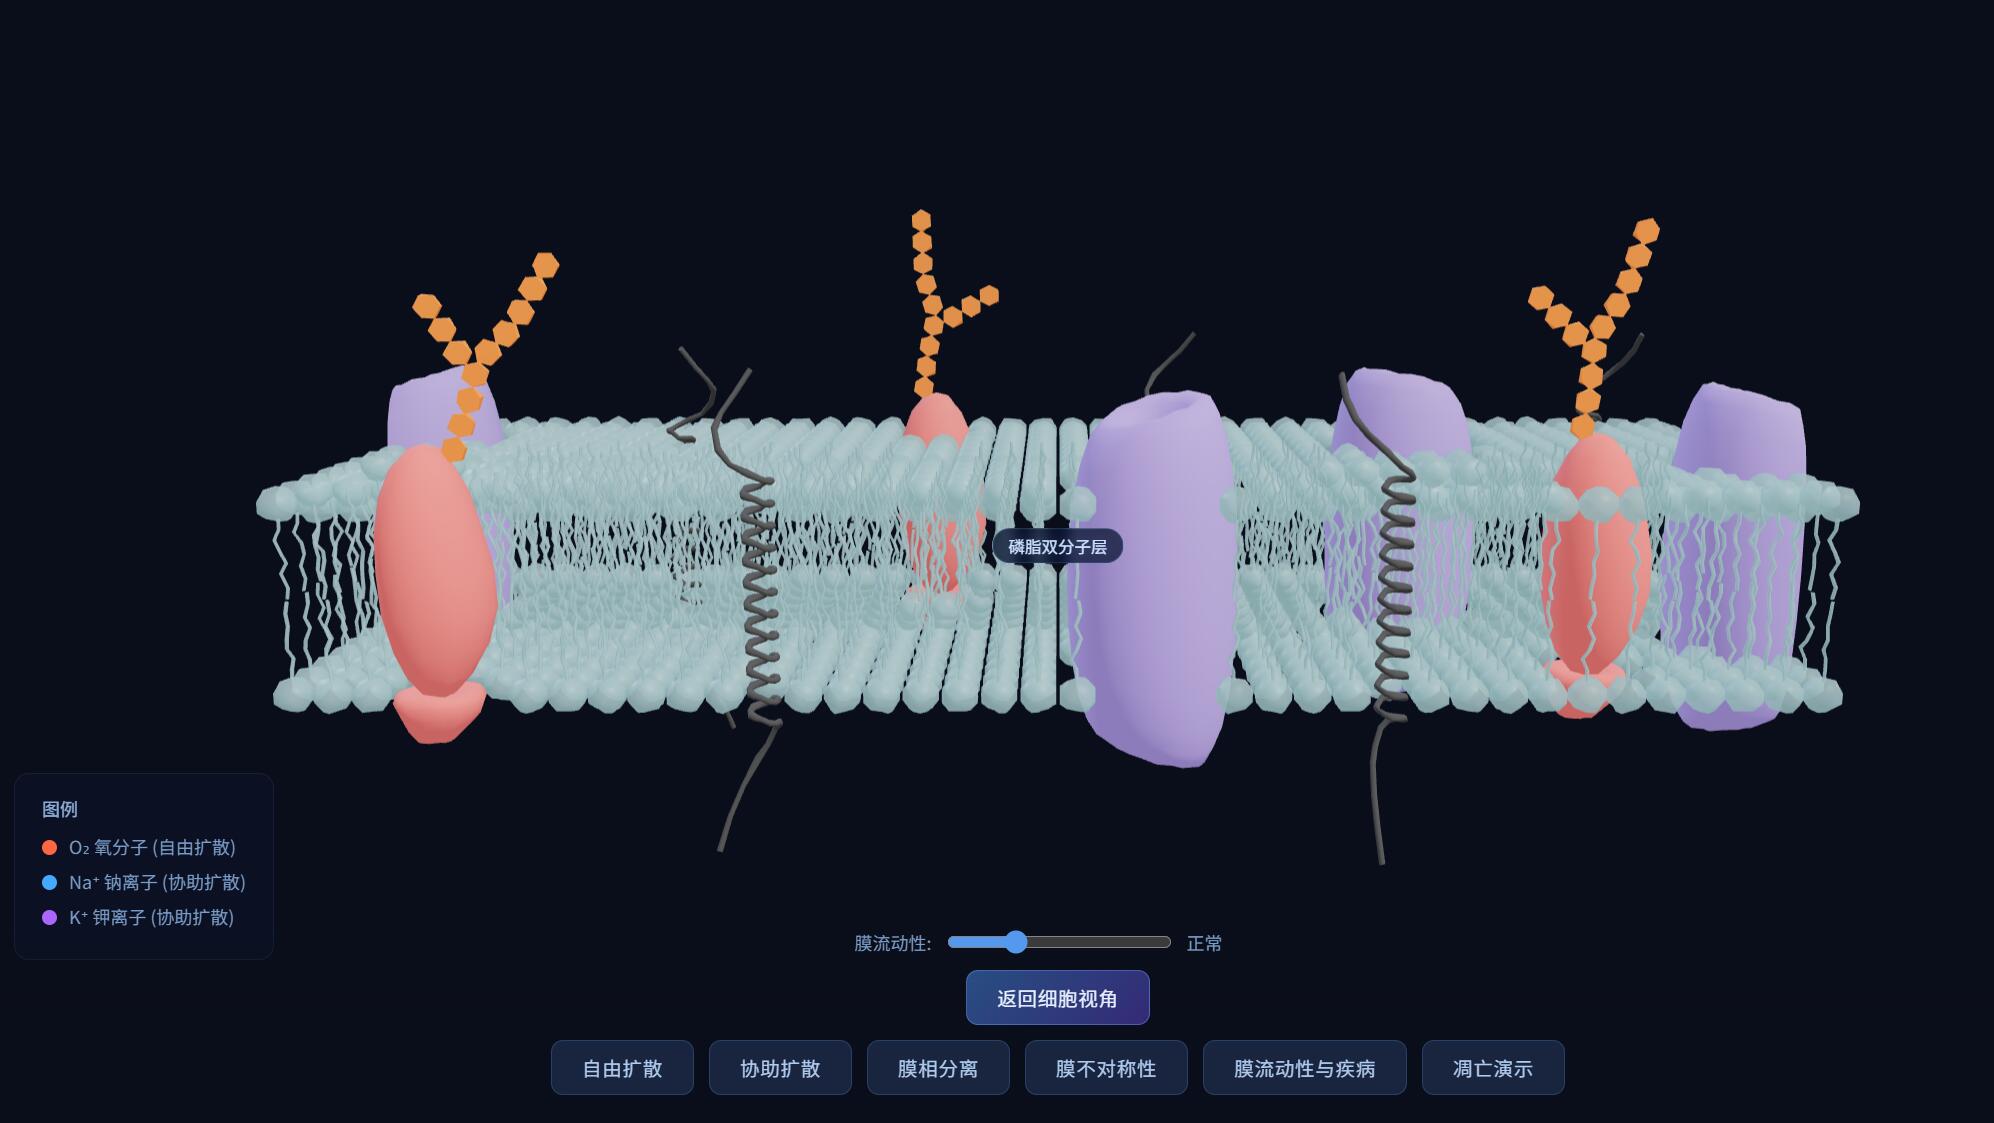 磷脂双分子层
图例
O₂ 氧分子 (自由扩散)
Na⁺ 钠离子 (协助扩散)
K⁺ 钾离子 (协助扩散)
膜流动性: 正常
返回细胞视角
自由扩散 协助扩散 膜相分离 膜不对称性 膜流动性与疾病 凋亡演示